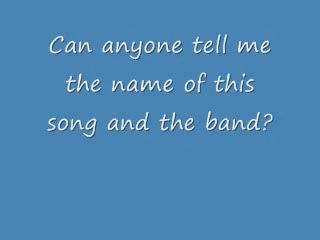 Can anyone tell me
the name of this
song and the band?